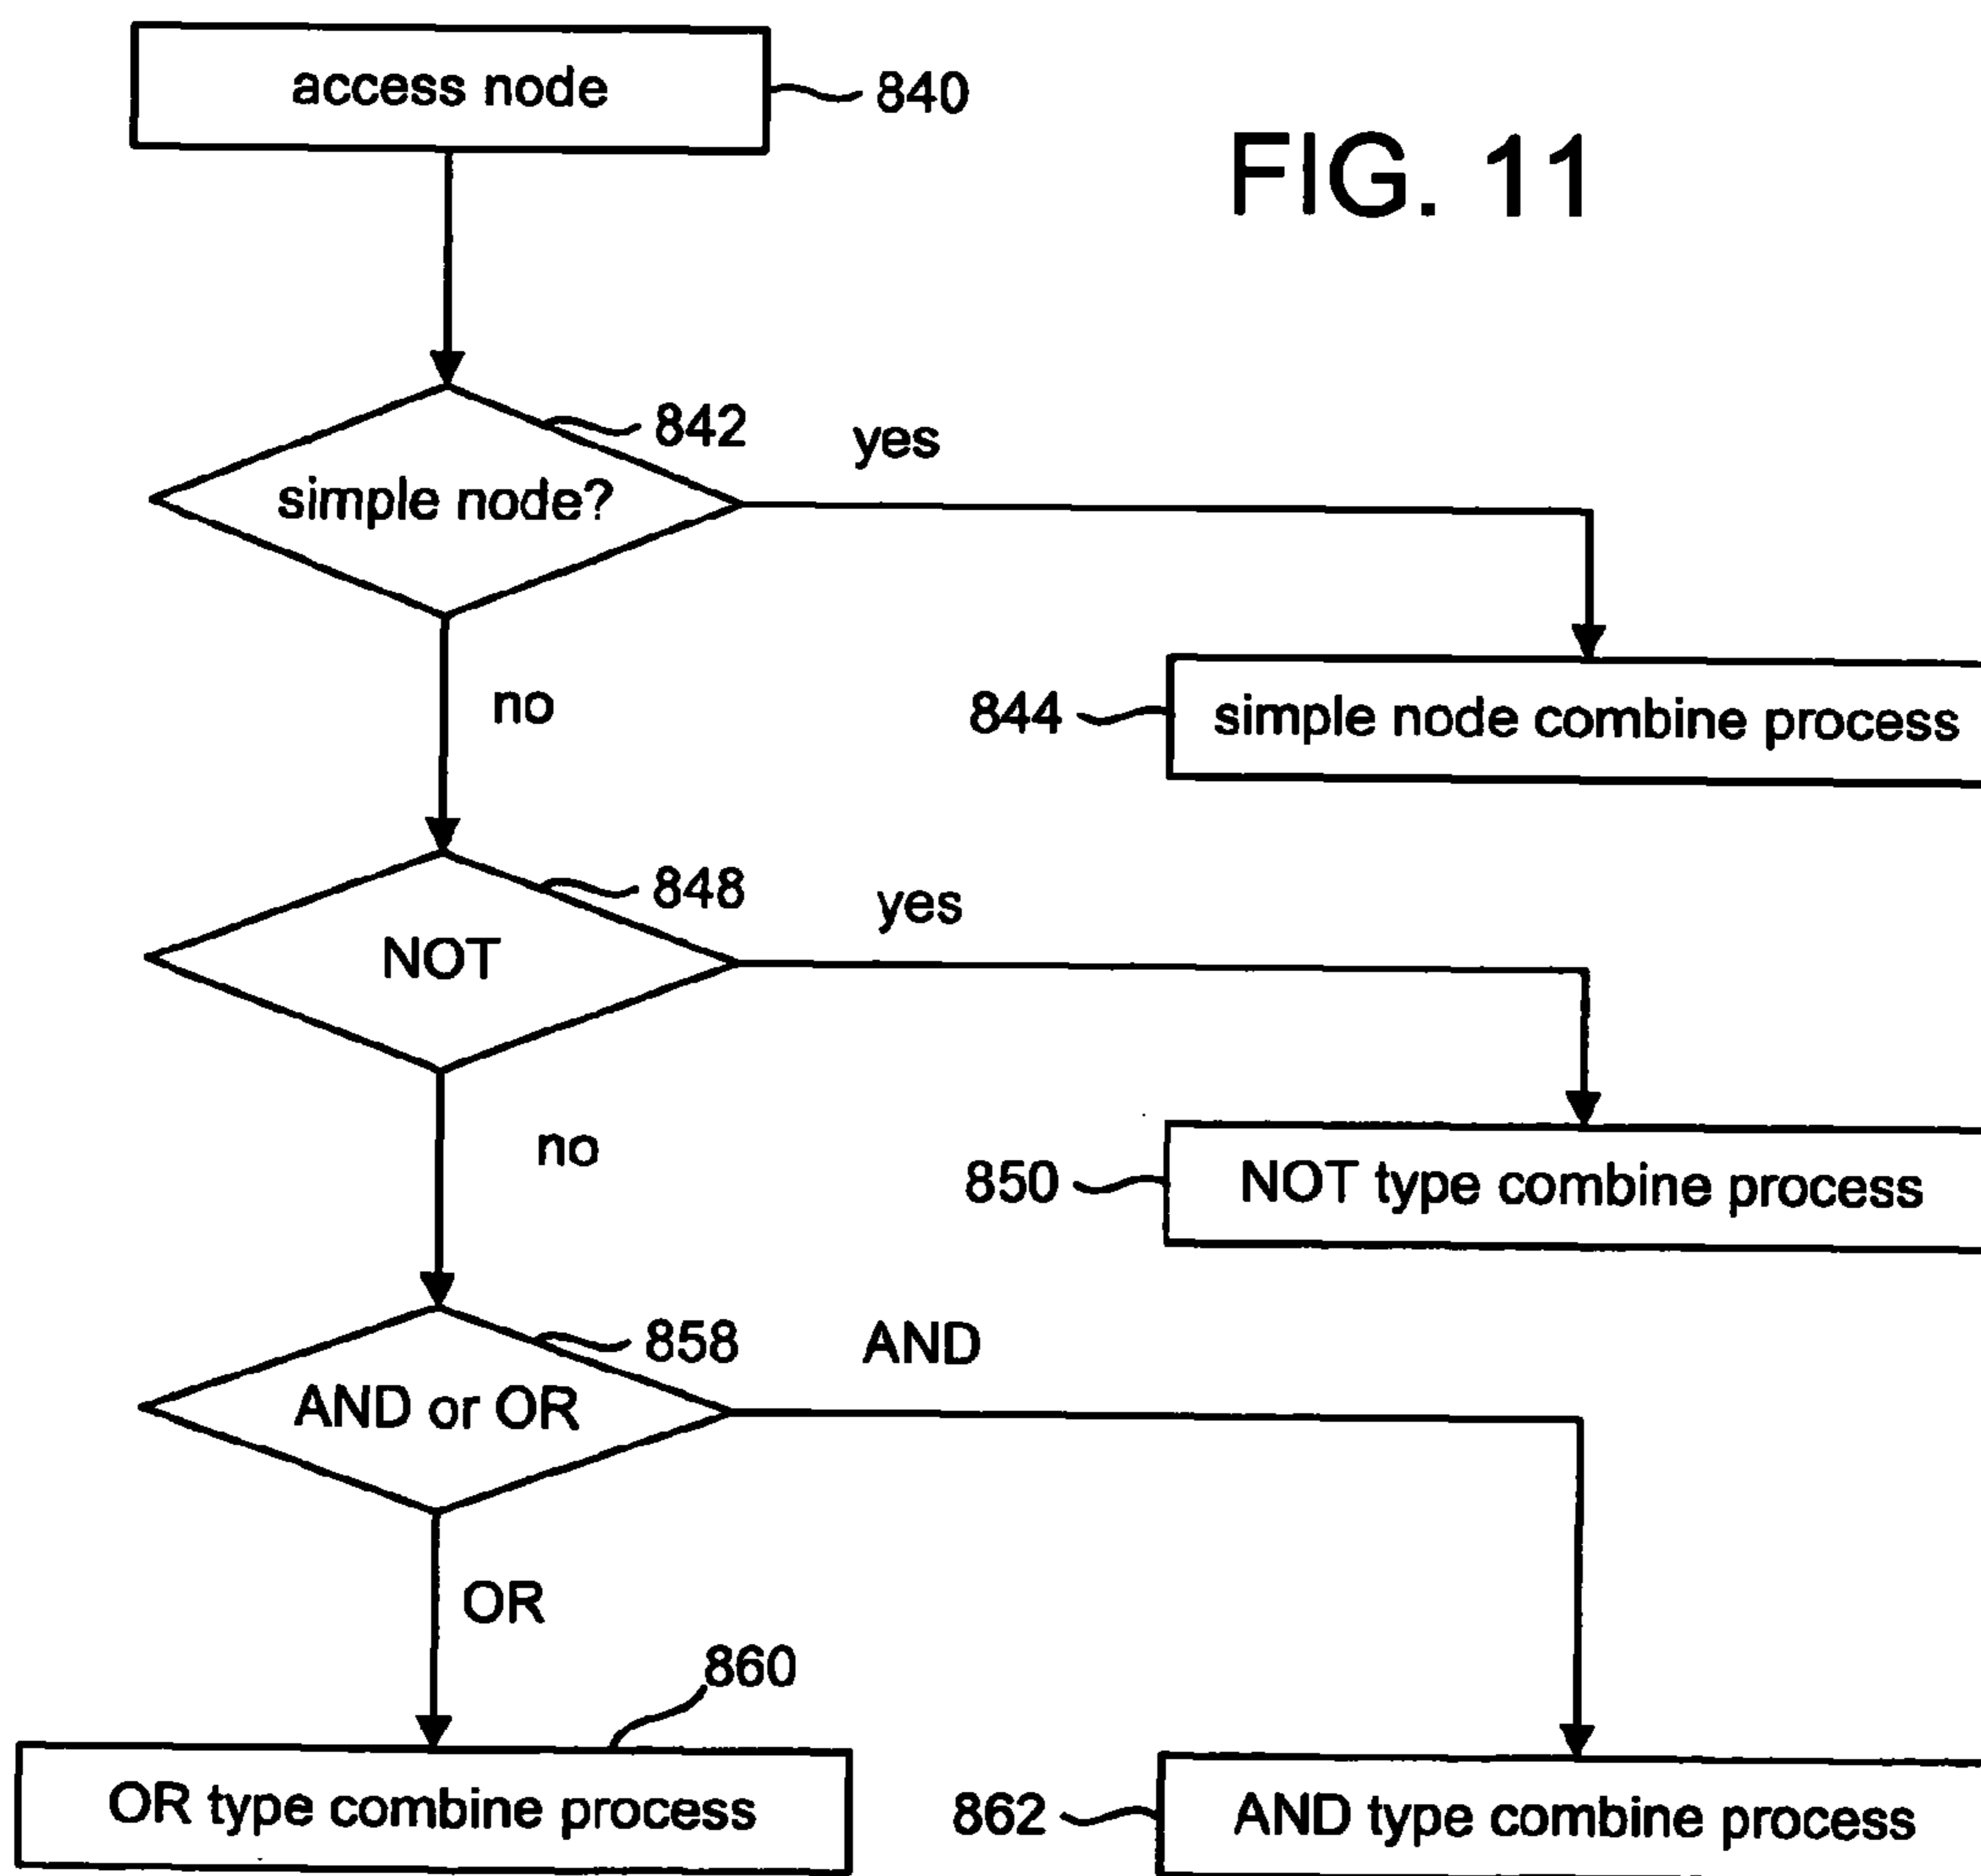 access node
840
FIG. 11
842
yes
simple node?
no
844
simple node combine process
848
yes
NOT
no
850
NOT type combine process
858
AND
AND or OR
OR
860
OR type combine process
862
AND type combine process